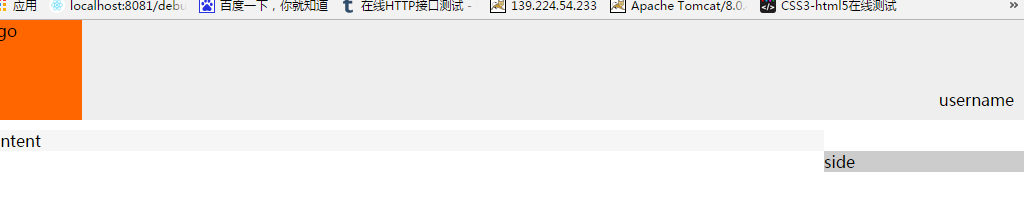 应用 localhost:8081/debu 百度一下，你就知道 在线HTTP接口测试 - 139.224.54.233 Apache Tomcat/8.0. CSS3-html5在线测试 »
go
username
ntent
side